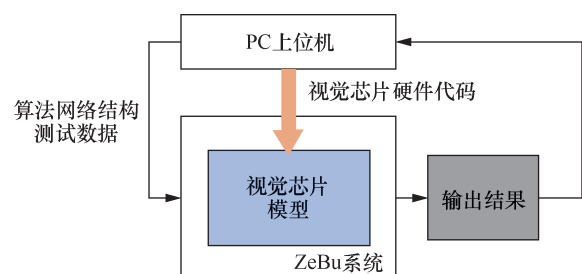 PC上位机
视觉芯片硬件代码
算法网络结构
测试数据
视觉芯片
模型
输出结果
ZeBu系统